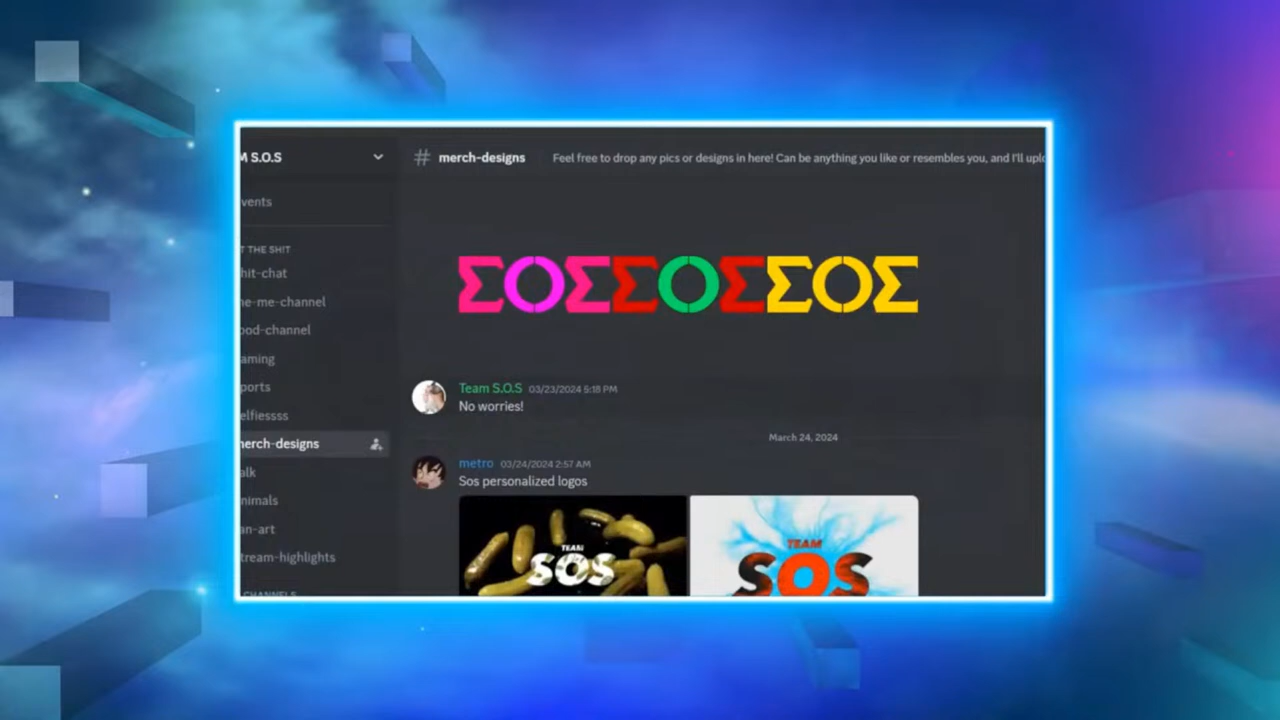 M S.O.S
# merch-designs
Feel free to drop any pics or designs in here! Can be anything you like or resembles you, and I'll uplo
vents
T THE SH!T
hit-chat
e-me-channel
ood-channel
aming
ports
elfiessss
erch-designs
alk
nimals
an-art
tream-highlights
CHANNELS
ΣΟΣΣΟΣΣΟΣ
Team S.O.S 03/23/2024 5:18 PM
No worries!
March 24, 2024
metro 03/24/2024 2:57 AM
Sos personalized logos
TEAM
SOS
TEAM
SOS